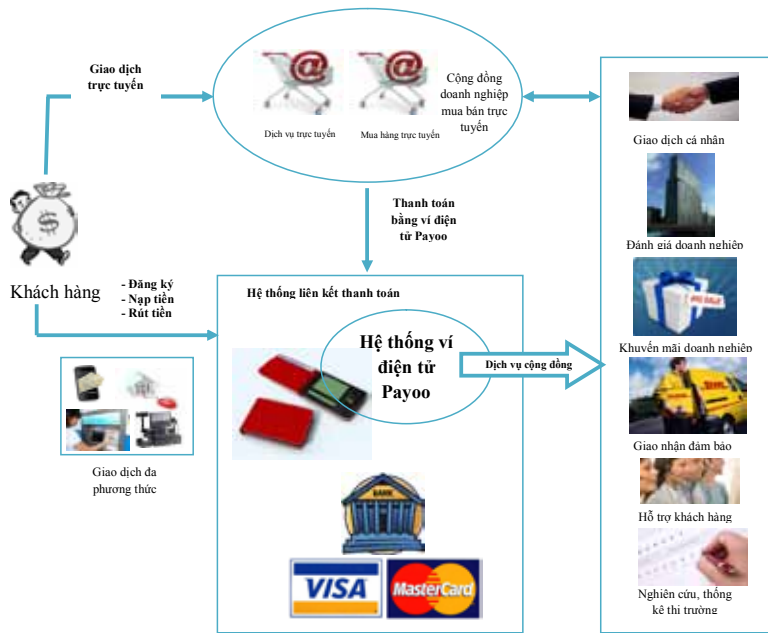 Giao dịch
trực tuyến
Cộng đồng
doanh nghiệp
mua bán trực
tuyến
Dịch vụ trực tuyến
Mua hàng trực tuyến
Giao dịch cá nhân
Thanh toán
bằng ví điện
tử Payoo
Đánh giá doanh nghiệp
Khách hàng
- Đăng ký
- Nạp tiền
- Rút tiền
Hệ thống liên kết thanh toán
Hệ thống ví
điện tử
Payoo
Dịch vụ cộng đồng
BIG SALE
Khuyến mãi doanh nghiệp
DHL
Giao nhận đảm bảo
Giao dịch đa
phương thức
Hỗ trợ khách hàng
BANK
VISA
MasterCard
Nghiên cứu, thống
kê thị trường